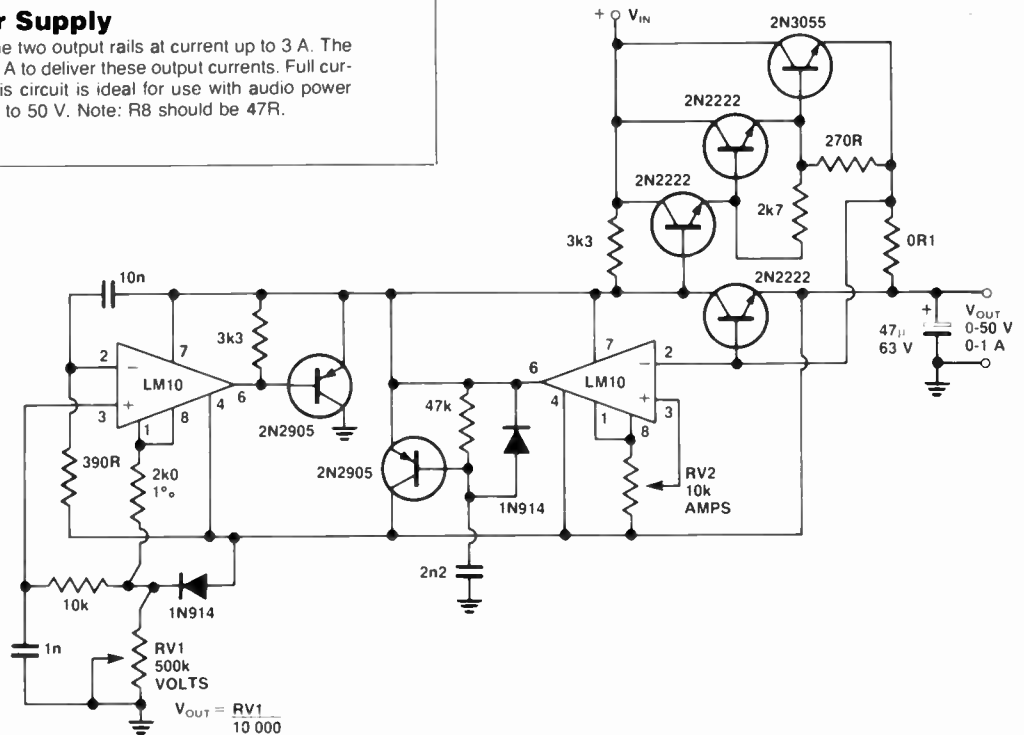 r Supply
ne two output rails at current up to 3 A. The
A to deliver these output currents. Full cur-
is circuit is ideal for use with audio power
to 50 V. Note: R8 should be 47R.
+
VIN
2N3055
2N2222
270R
2N2222
2k7
3k3
0R1
10n
2N2222
3k3
+
VOUT
0-50 V
0-1 A
47µ
63 V
2
−
7
LM10
6
+
3
4
1
8
2N2905
6
7
2
−
LM10
4
+
3
1
8
47k
390R
2k0
1%
2N2905
1N914
RV2
10k
AMPS
2n2
10k
1N914
1n
RV1
500k
VOLTS
VOUT = RV1
10 000